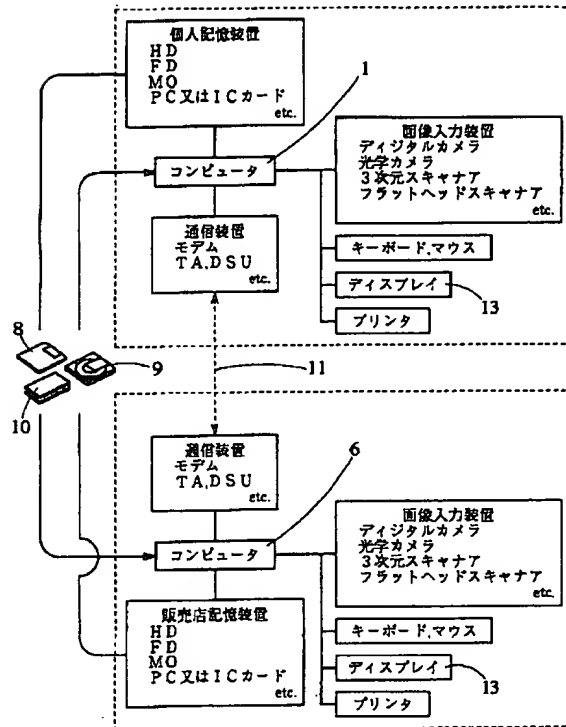 個人記憶装置
HD
FD
MO
PC又はICカード
etc.
1
コンピュータ
画像入力装置
ディジタルカメラ
光学カメラ
3次元スキャナア
フラットヘッドスキャナア
etc.
通信装置
モデム
TA,DSU
etc.
キーボード,マウス
ディスプレイ
13
プリンタ
8
9
10
11
通信装置
モデム
TA,DSU
etc.
6
コンピュータ
画像入力装置
ディジタルカメラ
光学カメラ
3次元スキャナア
フラットヘッドスキャナア
etc.
販売店記憶装置
HD
FD
MO
PC又はICカード
etc.
キーボード,マウス
ディスプレイ
13
プリンタ